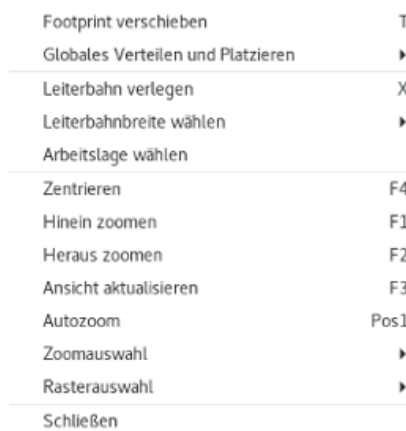 Footprint verschieben T
Globales Verteilen und Platzieren
Leiterbahn verlegen X
Leiterbahnbreite wählen
Arbeitslage wählen
Zentrieren F4
Hinein zoomen F1
Heraus zoomen F2
Ansicht aktualisieren F3
Autozoom Pos1
Zoomauswahl
Rasterauswahl
Schließen